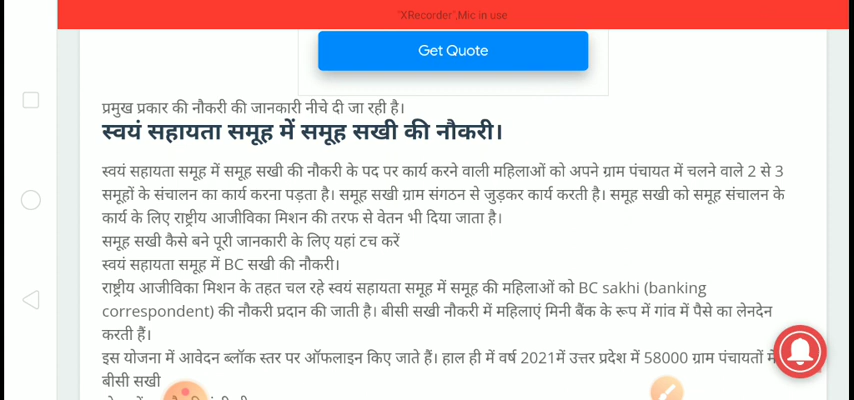 "XRecorder",Mic in use
Get Quote
प्रमुख प्रकार की नौकरी की जानकारी नीचे दी जा रही है।
स्वयं सहायता समूह में समूह सखी की नौकरी।
स्वयं सहायता समूह में समूह सखी की नौकरी के पद पर कार्य करने वाली महिलाओं को अपने ग्राम पंचायत में चलने वाले 2 से 3
समूहों के संचालन का कार्य करना पड़ता है। समूह सखी ग्राम संगठन से जुड़कर कार्य करती है। समूह सखी को समूह संचालन के
कार्य के लिए राष्ट्रीय आजीविका मिशन की तरफ से वेतन भी दिया जाता है।
समूह सखी कैसे बने पूरी जानकारी के लिए यहां टच करें
स्वयं सहायता समूह में BC सखी की नौकरी।
राष्ट्रीय आजीविका मिशन के तहत चल रहे स्वयं सहायता समूह में समूह की महिलाओं को BC sakhi (banking
correspondent) की नौकरी प्रदान की जाती है। बीसी सखी नौकरी में महिलाएं मिनी बैंक के रूप में गांव में पैसे का लेनदेन
करती हैं।
इस योजना में आवेदन ब्लॉक स्तर पर ऑफलाइन किए जाते हैं। हाल ही में वर्ष 2021में उत्तर प्रदेश में 58000 ग्राम पंचायतों में
बीसी सखी